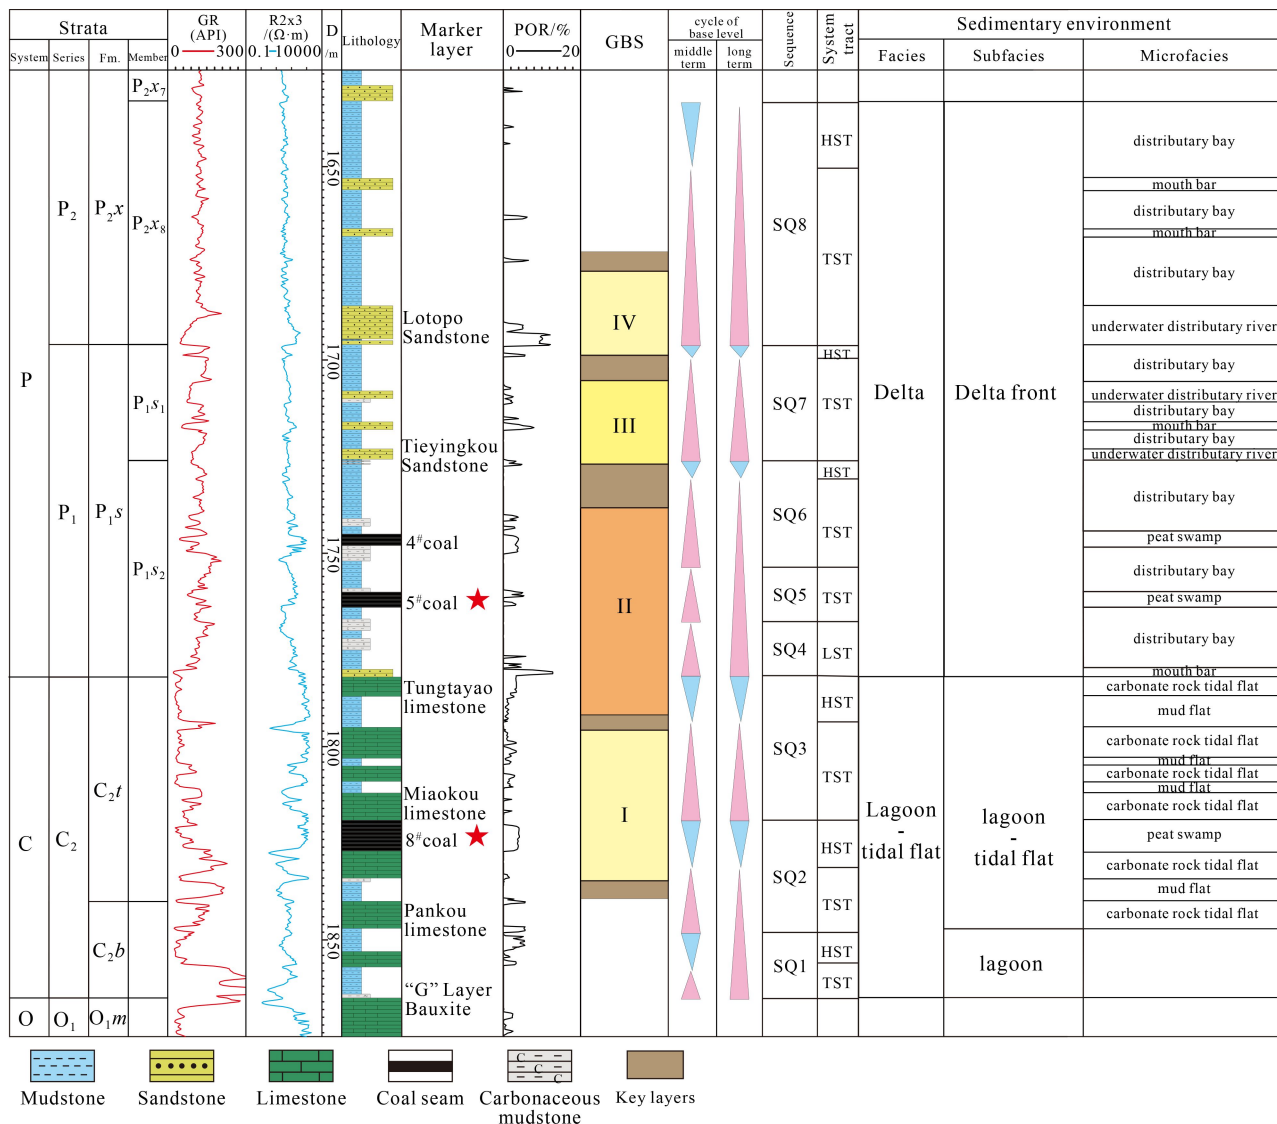 Strata
System
Series
Fm.
Member
GR
(API)
0 300
R2x3
/(Ω·m)
0.1 10000
D
/m
Lithology
Marker
layer
POR/%
0 20
GBS
cycle of
base level
middle
term
long
term
Sequence
System
tract
Sedimentary environment
Facies
Subfacies
Microfacies
P
C
O
P₂
P₁
C₂
O₁
P₂x
P₁s
C₂t
C₂b
O₁m
P₂x₇
P₂x₈
P₁s₁
P₁s₂
1650
1700
1750
1800
1850
Lotopo
Sandstone
Tieyingkou
Sandstone
4#coal
5#coal
Tungtayao
limestone
Miaokou
limestone
8#coal
Pankou
limestone
“G” Layer
Bauxite
IV
III
II
I
SQ8
SQ7
SQ6
SQ5
SQ4
SQ3
SQ2
SQ1
HST
TST
HST
TST
HST
TST
TST
LST
HST
TST
HST
TST
HST
TST
Delta
Lagoon
-
tidal flat
Delta front
lagoon
-
tidal flat
lagoon
distributary bay
mouth bar
distributary bay
mouth bar
distributary bay
underwater distributary river
distributary bay
underwater distributary river
distributary bay
mouth bar
distributary bay
underwater distributary river
distributary bay
peat swamp
distributary bay
peat swamp
distributary bay
mouth bar
carbonate rock tidal flat
mud flat
carbonate rock tidal flat
mud flat
carbonate rock tidal flat
mud flat
carbonate rock tidal flat
peat swamp
carbonate rock tidal flat
mud flat
carbonate rock tidal flat
C
C
C
Mudstone
Sandstone
Limestone
Coal seam
Carbonaceous
mudstone
Key layers